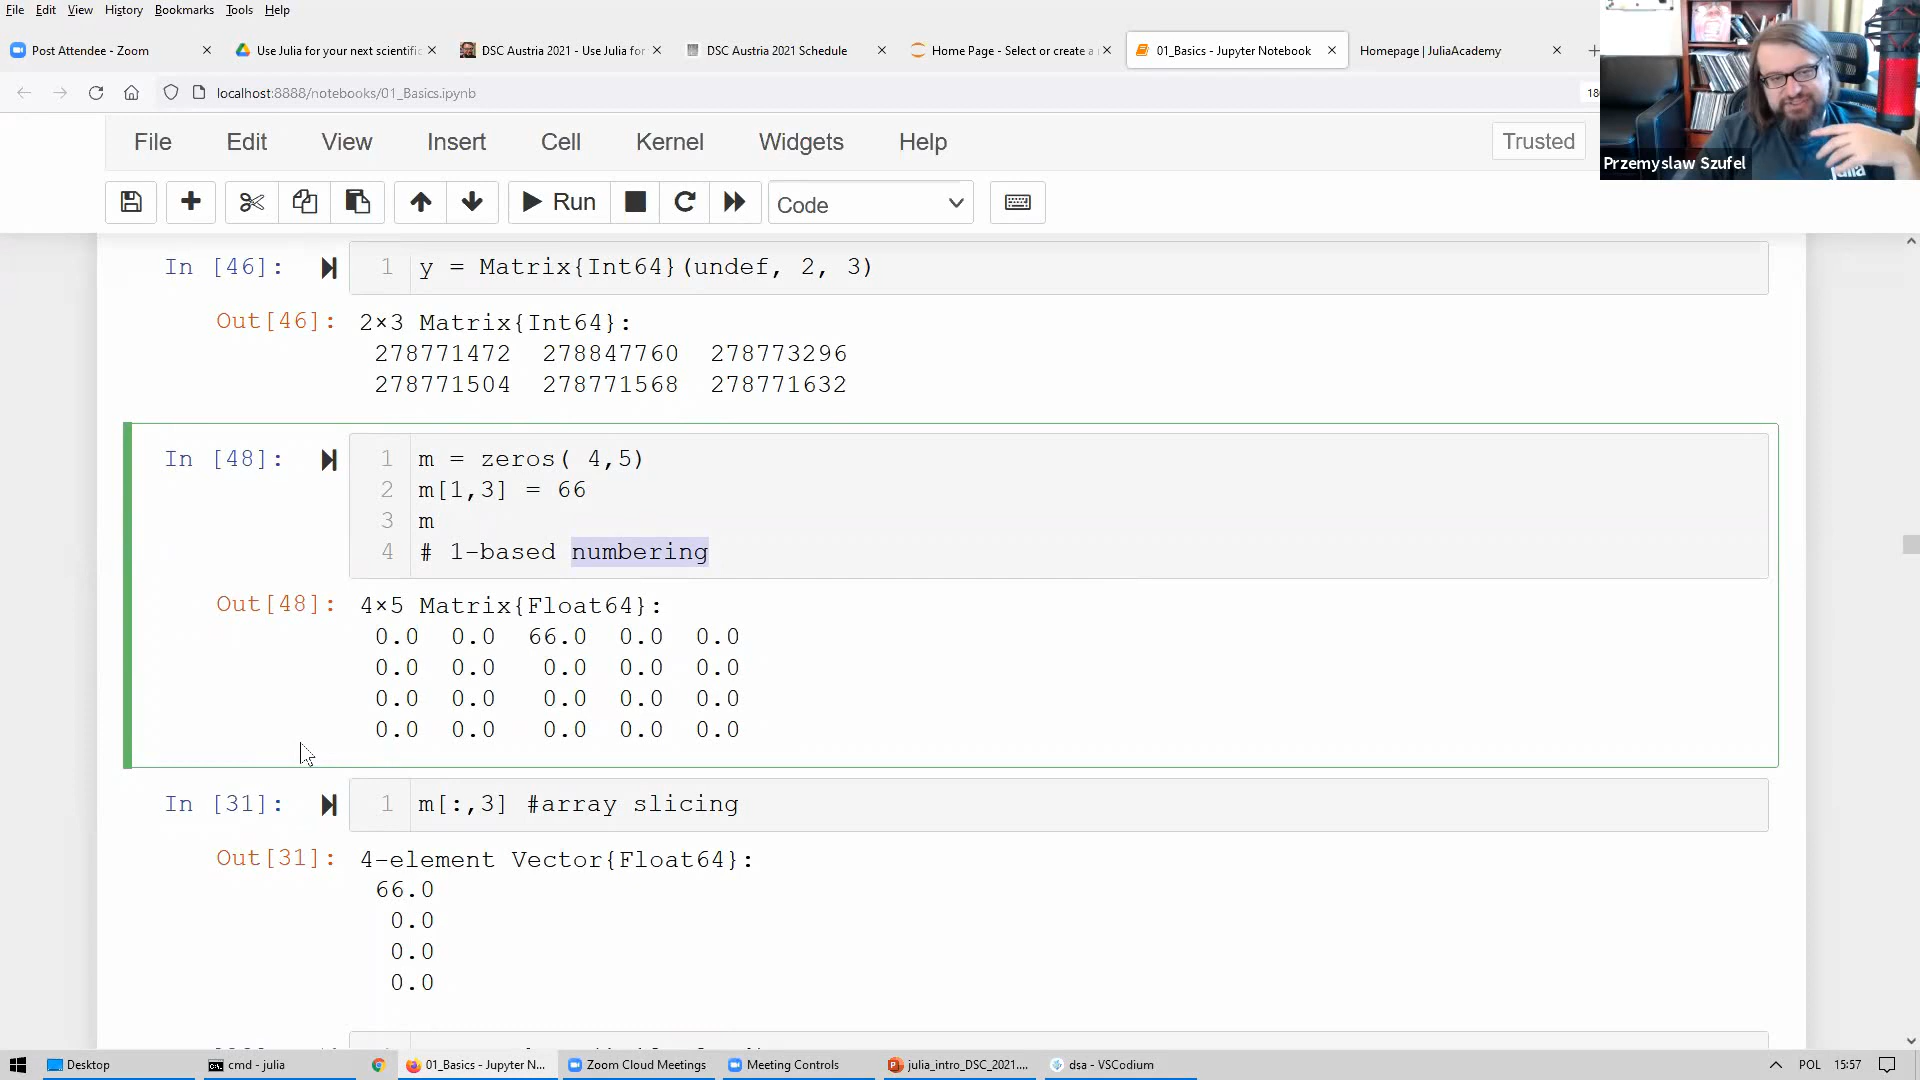 File Edit View History Bookmarks Tools Help
Post Attendee - Zoom
Use Julia for your next scientific
DSC Austria 2021 - Use Julia for
DSC Austria 2021 Schedule
Home Page - Select or create a
01_Basics - Jupyter Notebook
Homepage | JuliaAcademy
localhost:8888/notebooks/01_Basics.ipynb
18
File Edit View Insert Cell Kernel Widgets Help
Trusted
Przemyslaw Szufel
Run
Code
In [46]: 1 y = Matrix{Int64}(undef, 2, 3)
Out[46]: 2×3 Matrix{Int64}:
278771472 278847760 278773296
278771504 278771568 278771632
In [48]: 1 m = zeros( 4,5)
2 m[1,3] = 66
3 m
4 # 1-based numbering
Out[48]: 4×5 Matrix{Float64}:
0.0 0.0 66.0 0.0 0.0
0.0 0.0 0.0 0.0 0.0
0.0 0.0 0.0 0.0 0.0
0.0 0.0 0.0 0.0 0.0
In [31]: 1 m[:,3] #array slicing
Out[31]: 4-element Vector{Float64}:
66.0
0.0
0.0
0.0
Desktop
cmd - julia
01_Basics - Jupyter N...
Zoom Cloud Meetings
Meeting Controls
julia_intro_DSC_2021....
dsa - VSCodium
POL 15:57